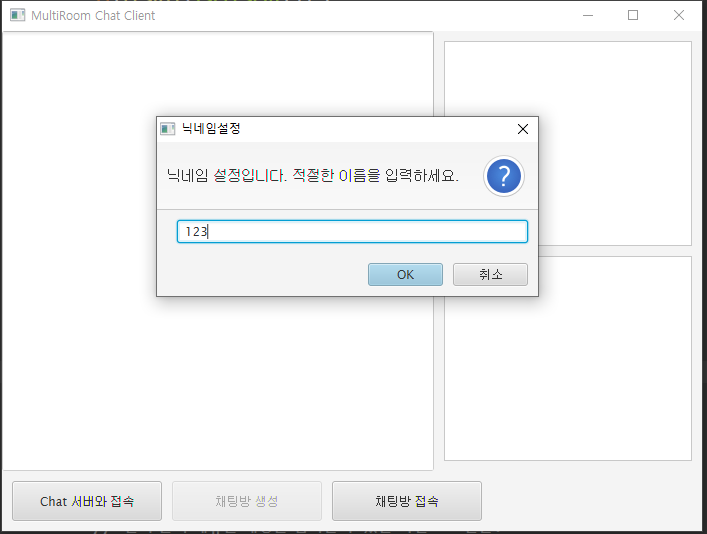 MultiRoom Chat Client
닉네임설정
닉네임 설정입니다. 적절한 이름을 입력하세요.
?
123
OK 취소
Chat 서버와 접속 채팅방 생성 채팅방 접속